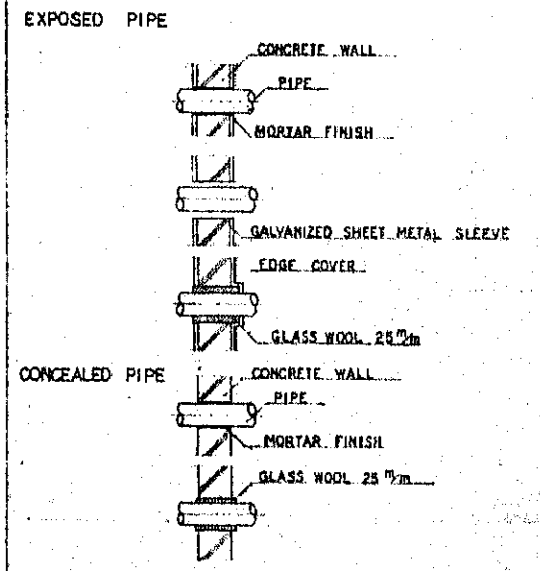 EXPOSED PIPE
CONCRETE WALL
PIPE
MORTAR FINISH
GALVANIZED SHEET METAL SLEEVE
EDGE COVER
GLASS WOOL 25 m/m
CONCEALED PIPE
CONCRETE WALL
PIPE
MORTAR FINISH
GLASS WOOL 25 m/m